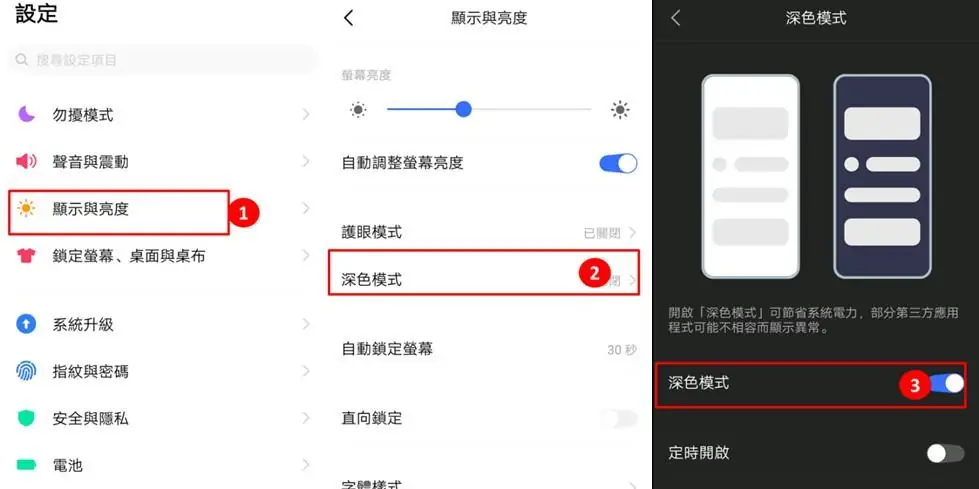 設定
搜尋設定項目
勿擾模式
聲音與震動
顯示與亮度
1
鎖定螢幕、桌面與桌布
系統升級
指紋與密碼
安全與隱私
電池
顯示與亮度
螢幕亮度
自動調整螢幕亮度
護眼模式 已關閉
深色模式 2 閉
自動鎖定螢幕 30 秒
直向鎖定
字體樣式
深色模式
開啟「深色模式」可節省系統電力，部分第三方應用
程式可能不相容而顯示異常。
深色模式 3
定時開啟